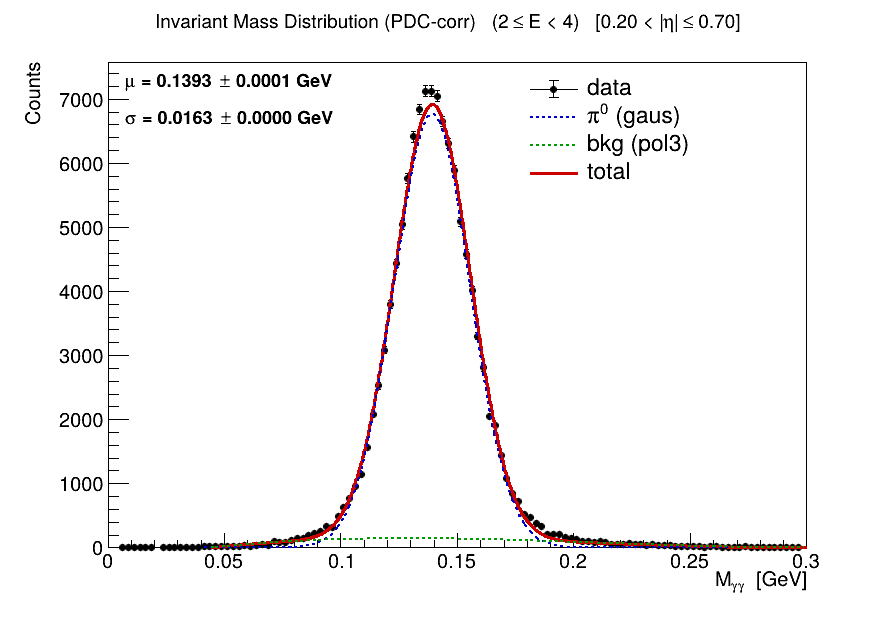 Invariant Mass Distribution (PDC-corr) (2 ≤ E < 4) [0.20 < |η| ≤ 0.70]
Counts
μ = 0.1393 ± 0.0001 GeV
σ = 0.0163 ± 0.0000 GeV
data
π⁰ (gaus)
bkg (pol3)
total
7000
6000
5000
4000
3000
2000
1000
0
0 0.05 0.1 0.15 0.2 0.25 0.3
M_γγ [GeV]